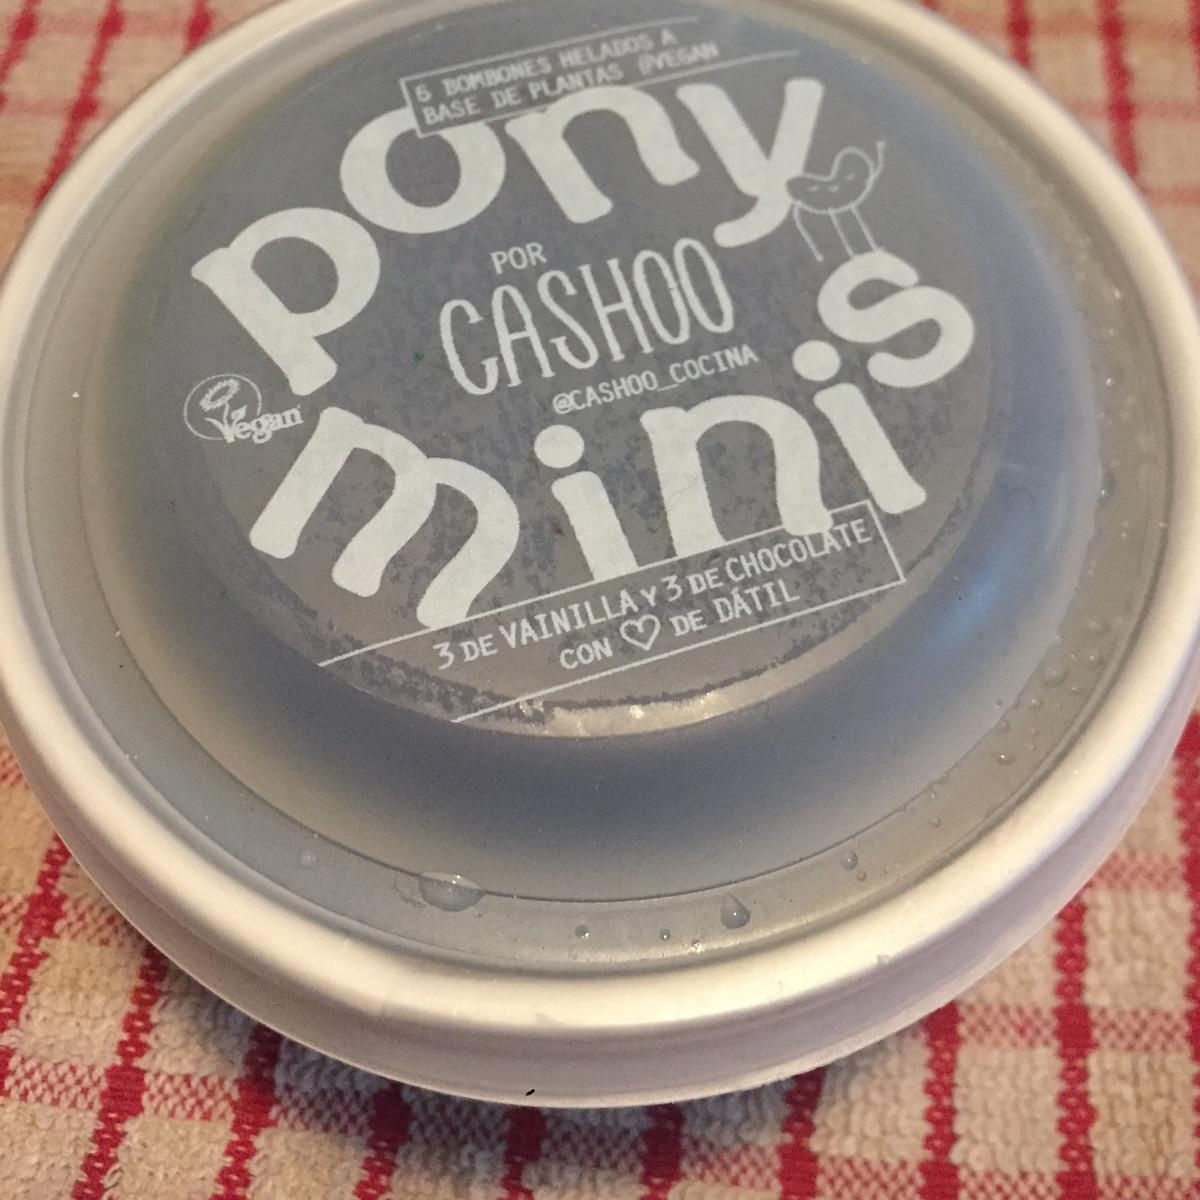 6 BOMBONES HELADOS A
BASE DE PLANTAS @VEGAN
pony
POR
CASHOO
@CASHOO_COCINA
Vegan
minis
3 DE VAINILLA Y 3 DE CHOCOLATE
CON ♡ DE DÁTIL